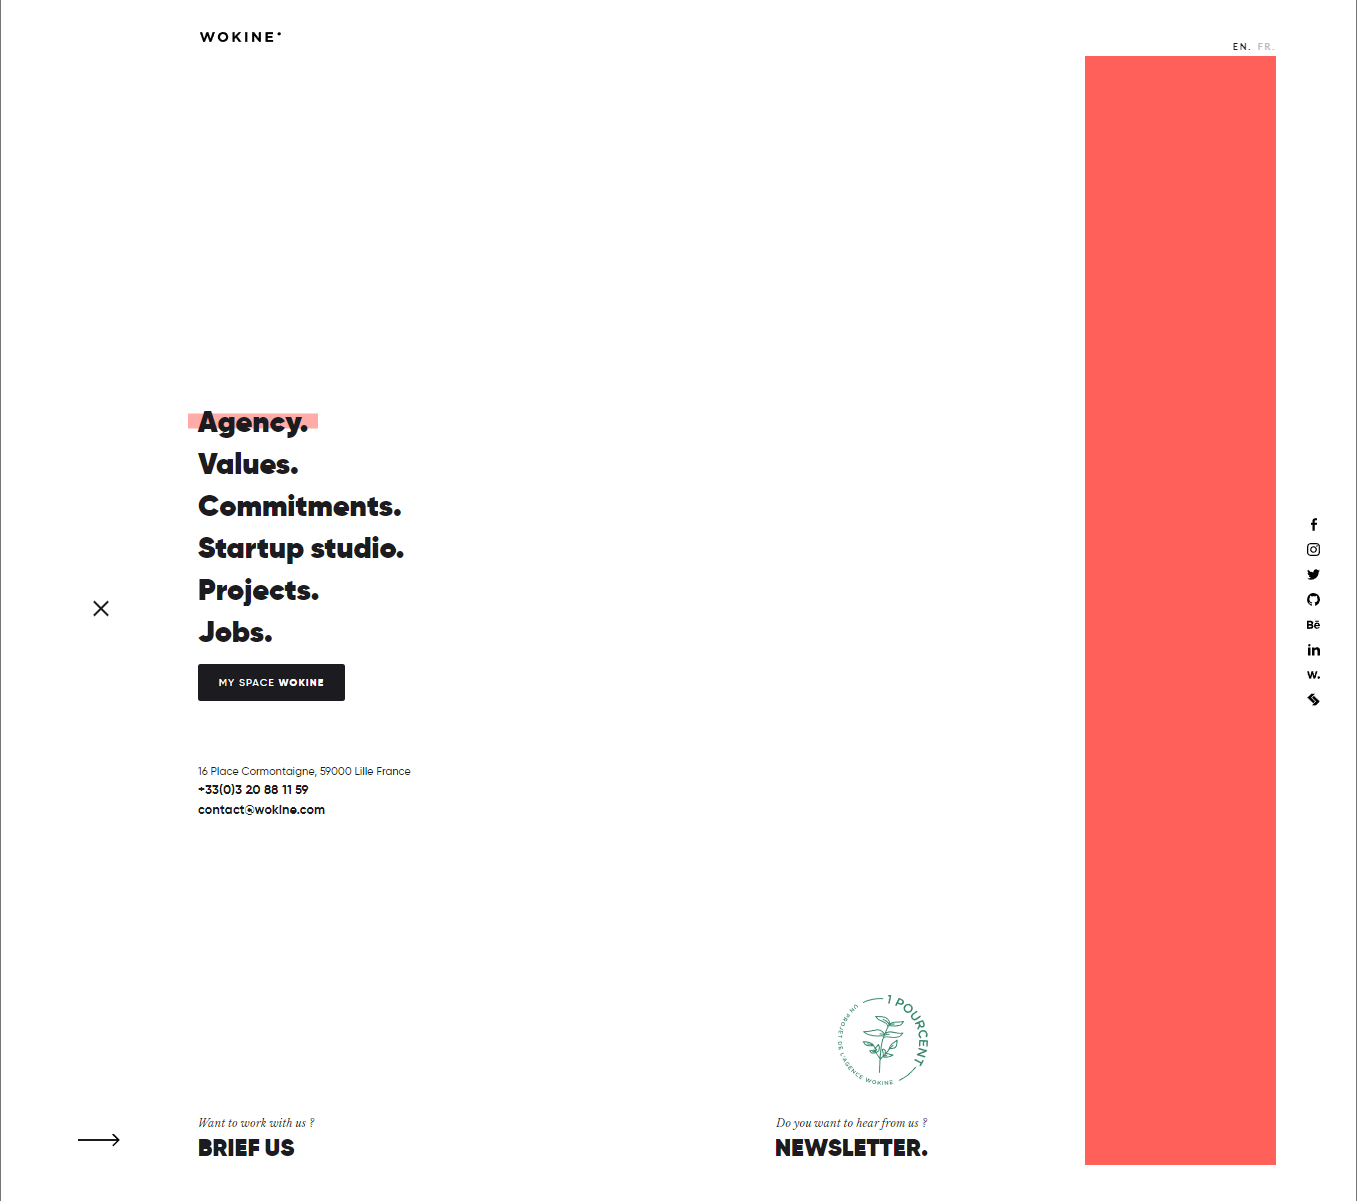 WOKINE*
EN. FR.
Agency.
Values.
Commitments.
Startup studio.
Projects.
Jobs.
MY SPACE WOKINE
16 Place Cormontaigne, 59000 Lille France
+33(0)3 20 88 11 59
contact@wokine.com
Bē
in
w.
1 POURCENT
UN PROJET DE L'AGENCE WOKINE
Want to work with us ?
BRIEF US
Do you want to hear from us ?
NEWSLETTER.